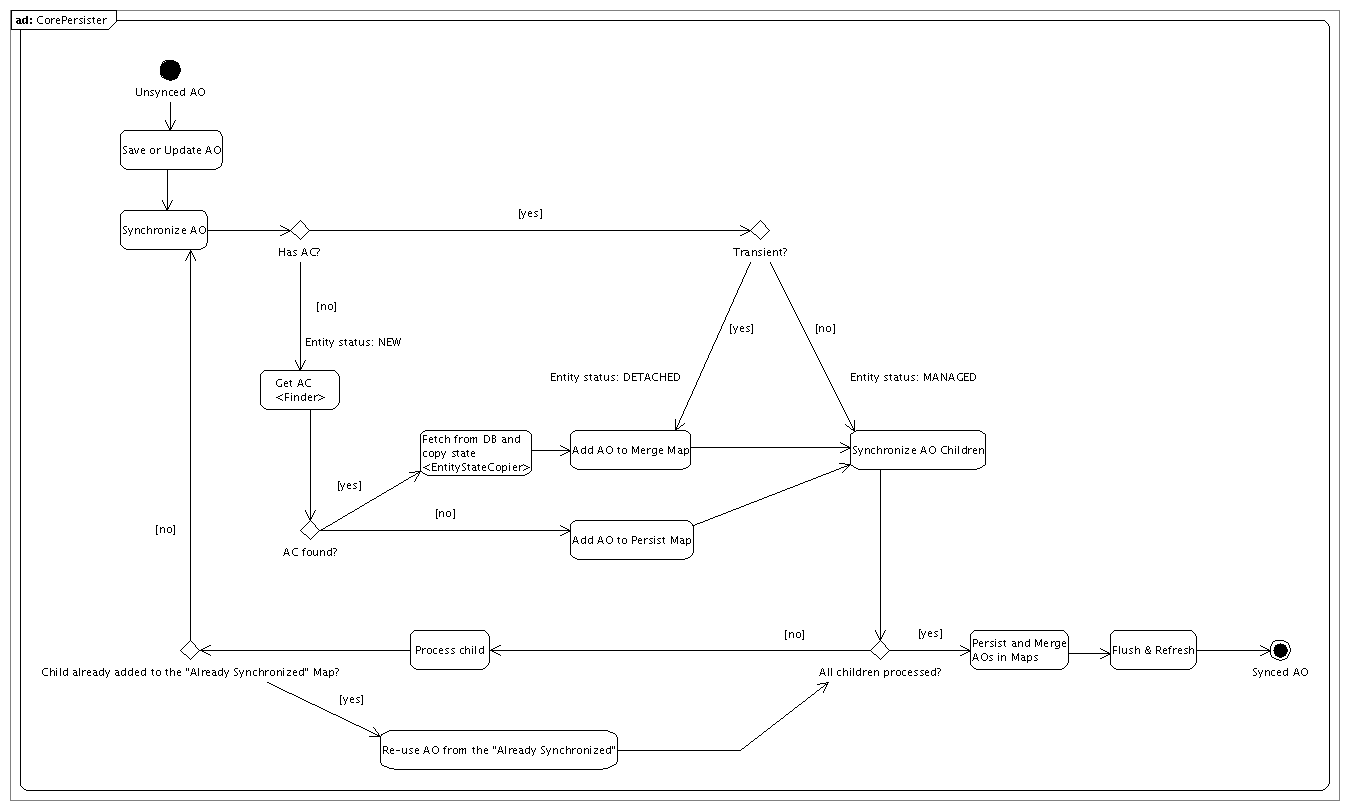 ad: CorePersister
Unsynced AO
Save or Update AO
Synchronize AO
Has AC?
[yes]
Transient?
[no]
Entity status: NEW
[yes]
[no]
Entity status: DETACHED
Entity status: MANAGED
Get AC
<Finder>
Fetch from DB and
copy state
<EntityStateCopier>
Add AO to Merge Map
Synchronize AO Children
[yes]
[no]
AC found?
Add AO to Persist Map
[no]
Process child
[no]
[yes]
Persist and Merge
AOs in Maps
Flush & Refresh
Synced AO
Child already added to the "Already Synchronized" Map?
All children processed?
[yes]
Re-use AO from the "Already Synchronized"